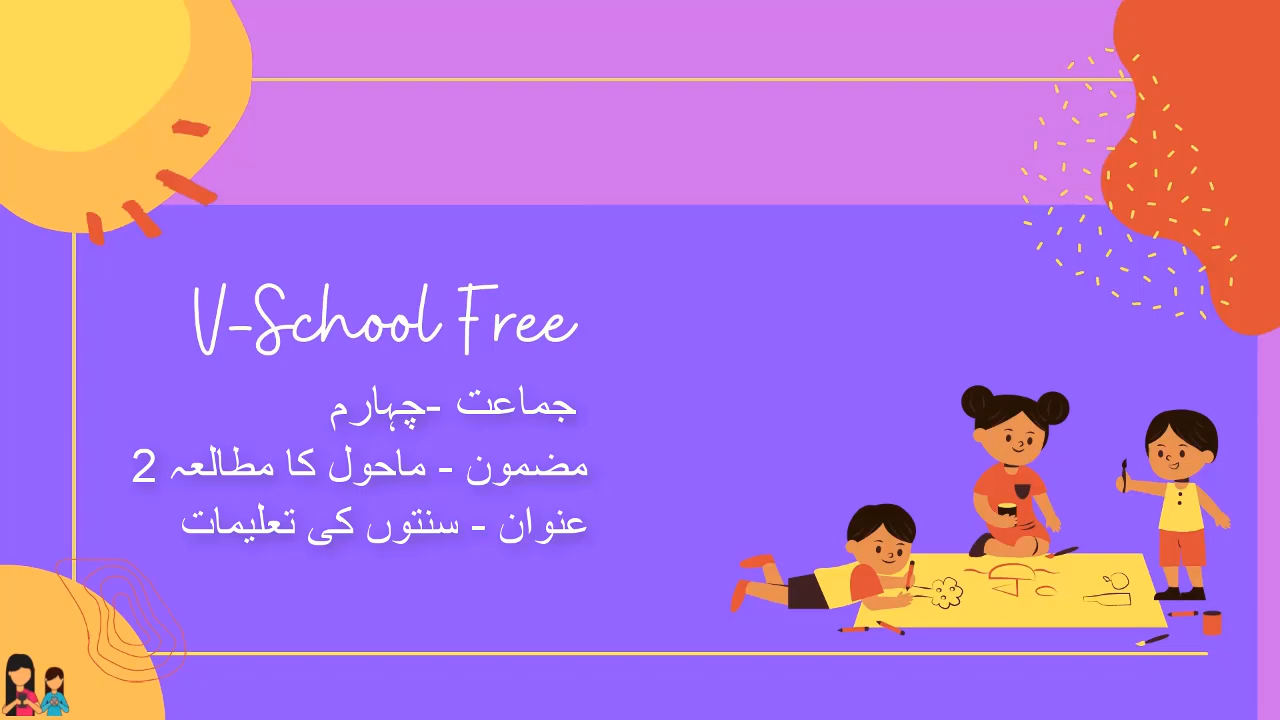 V-School Free
جماعت -چہارم
مضمون - ماحول کا مطالعہ 2
عنوان - سنتوں کی تعلیمات